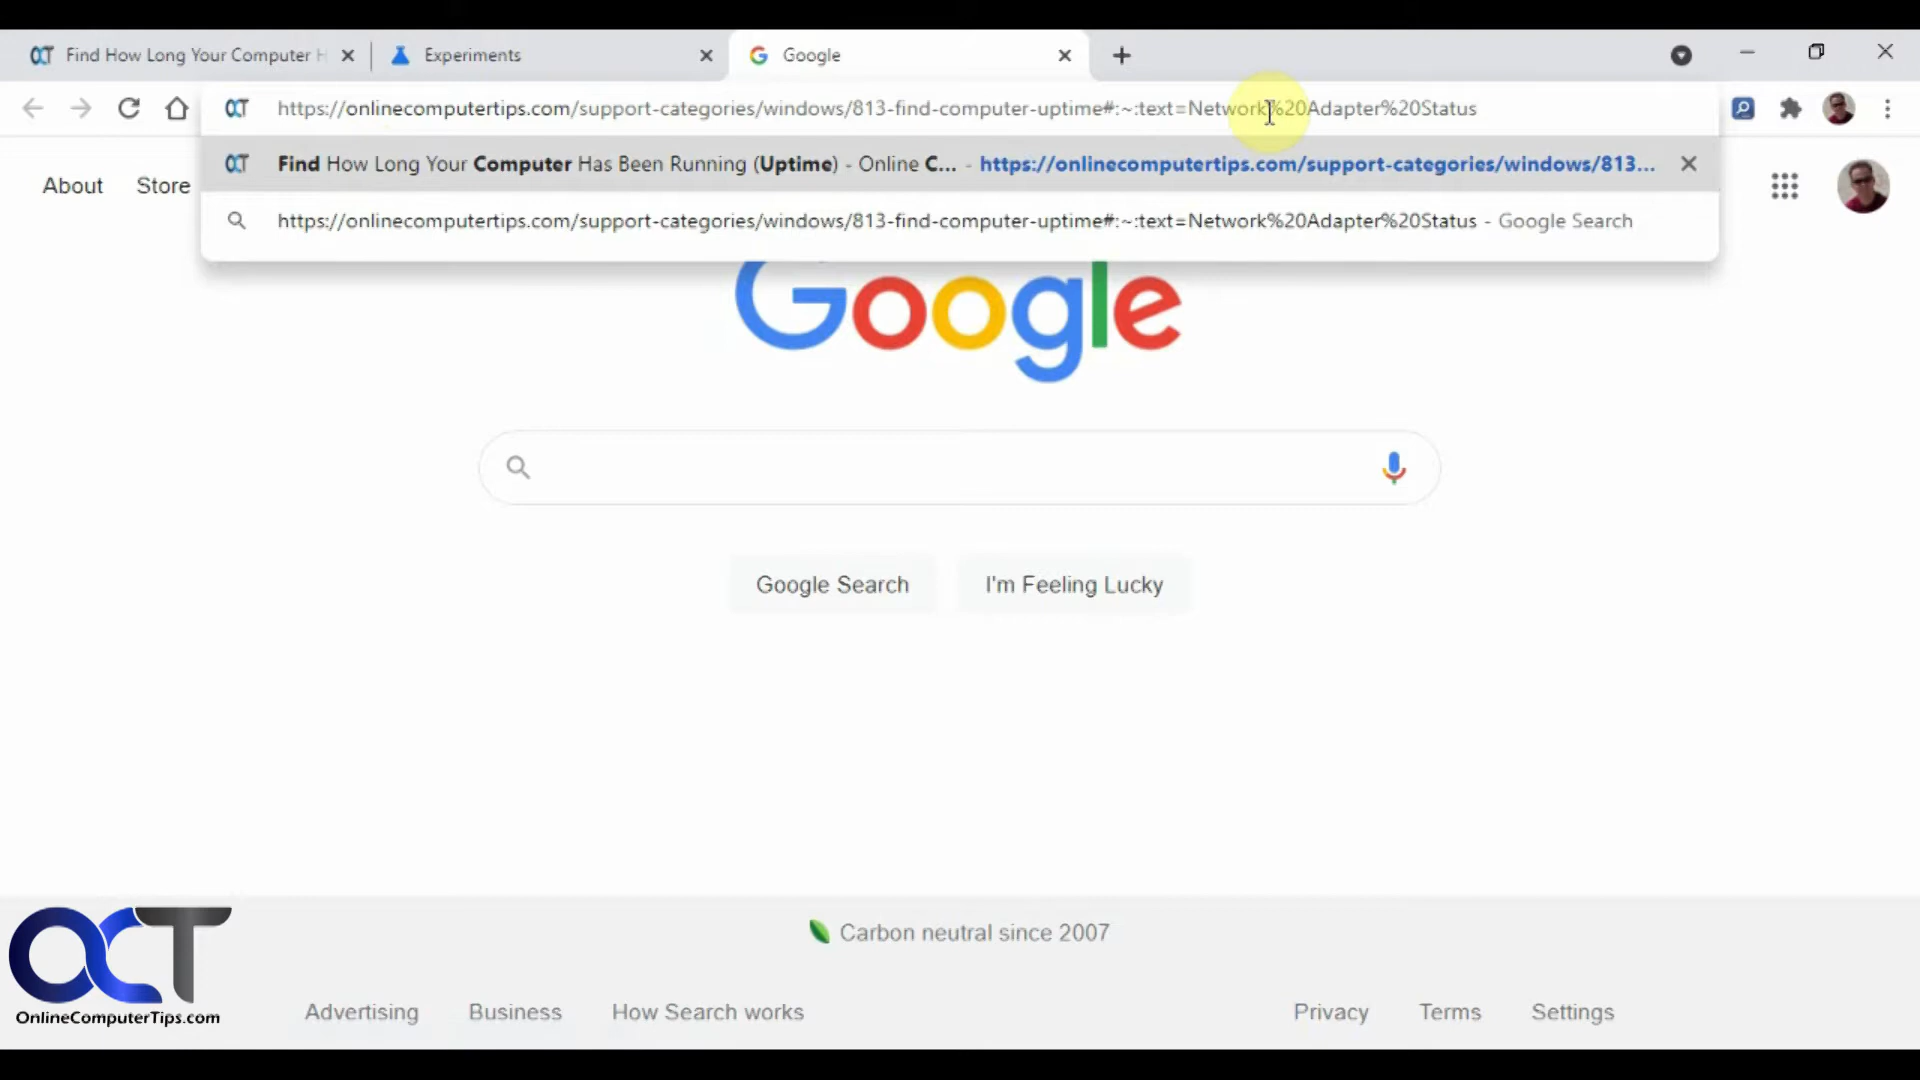 Find How Long Your Computer H
Experiments
Google
https://onlinecomputertips.com/support-categories/windows/813-find-computer-uptime#:~:text=Network%20Adapter%20Status
Find How Long Your Computer Has Been Running (Uptime) - Online C... - https://onlinecomputertips.com/support-categories/windows/813...
https://onlinecomputertips.com/support-categories/windows/813-find-computer-uptime#:~:text=Network%20Adapter%20Status - Google Search
About Store
Google
Google Search
I'm Feeling Lucky
Carbon neutral since 2007
OCT
OnlineComputerTips.com
Advertising Business How Search works Privacy Terms Settings